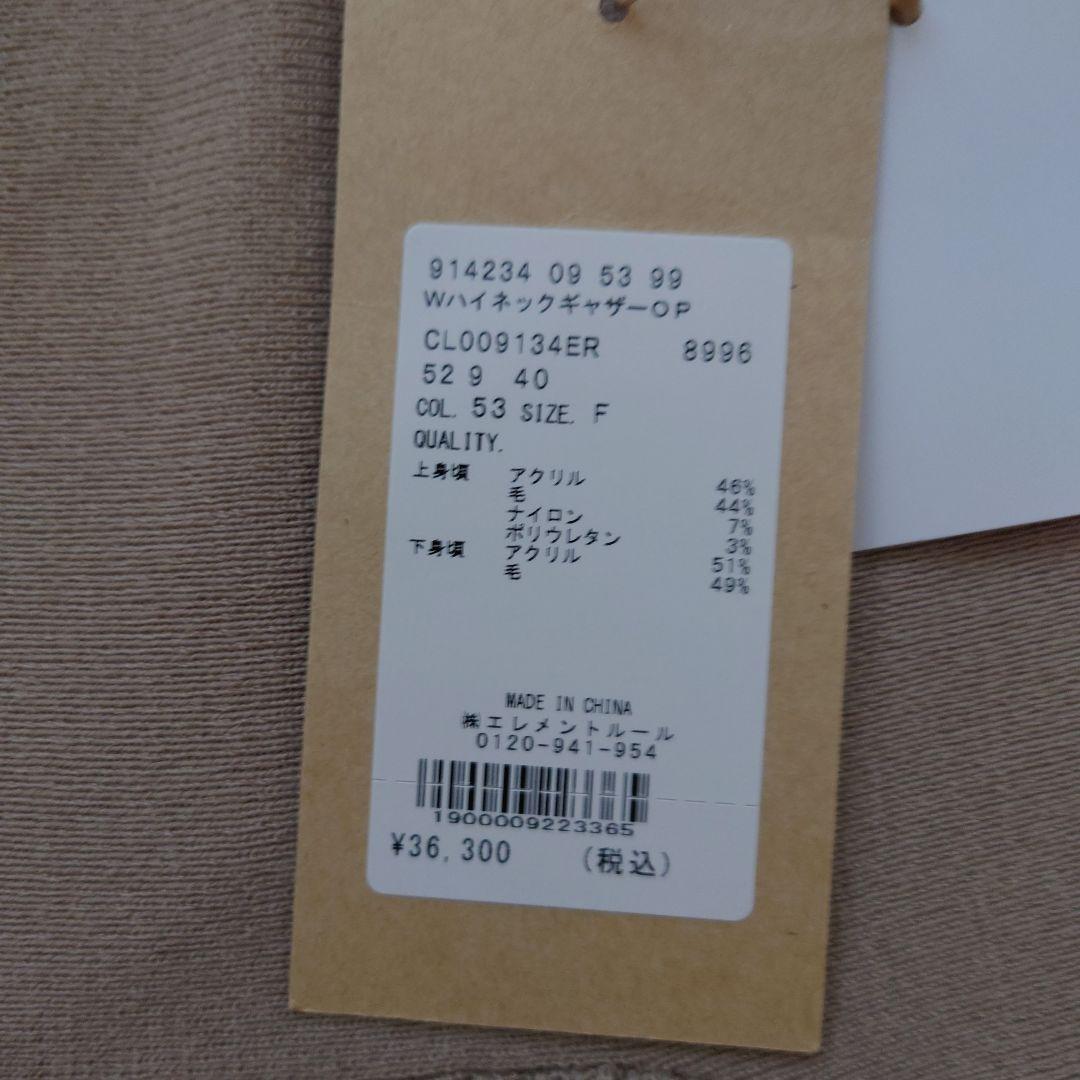 914234 09 53 99
WハイネックギャザーOP
CL009134ER 8996
52 9 40
COL. 53 SIZE. F
QUALITY.
上身頃 アクリル 46%
毛 44%
ナイロン 7%
ポリウレタン 3%
下身頃 アクリル 51%
毛 49%
MADE IN CHINA
㈱エレメントルール
0120-941-954
1900009223365
¥36,300 (税込)